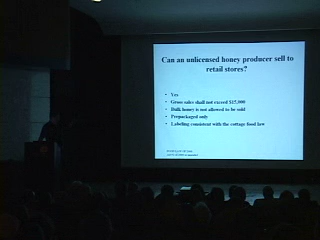 Can an unlicensed honey producer sell to
retail stores?
• Yes
• Gross sales shall not exceed $15,000
• Bulk honey is not allowed to be sold
• Prepackaged only
• Labeling consistent with the cottage food law